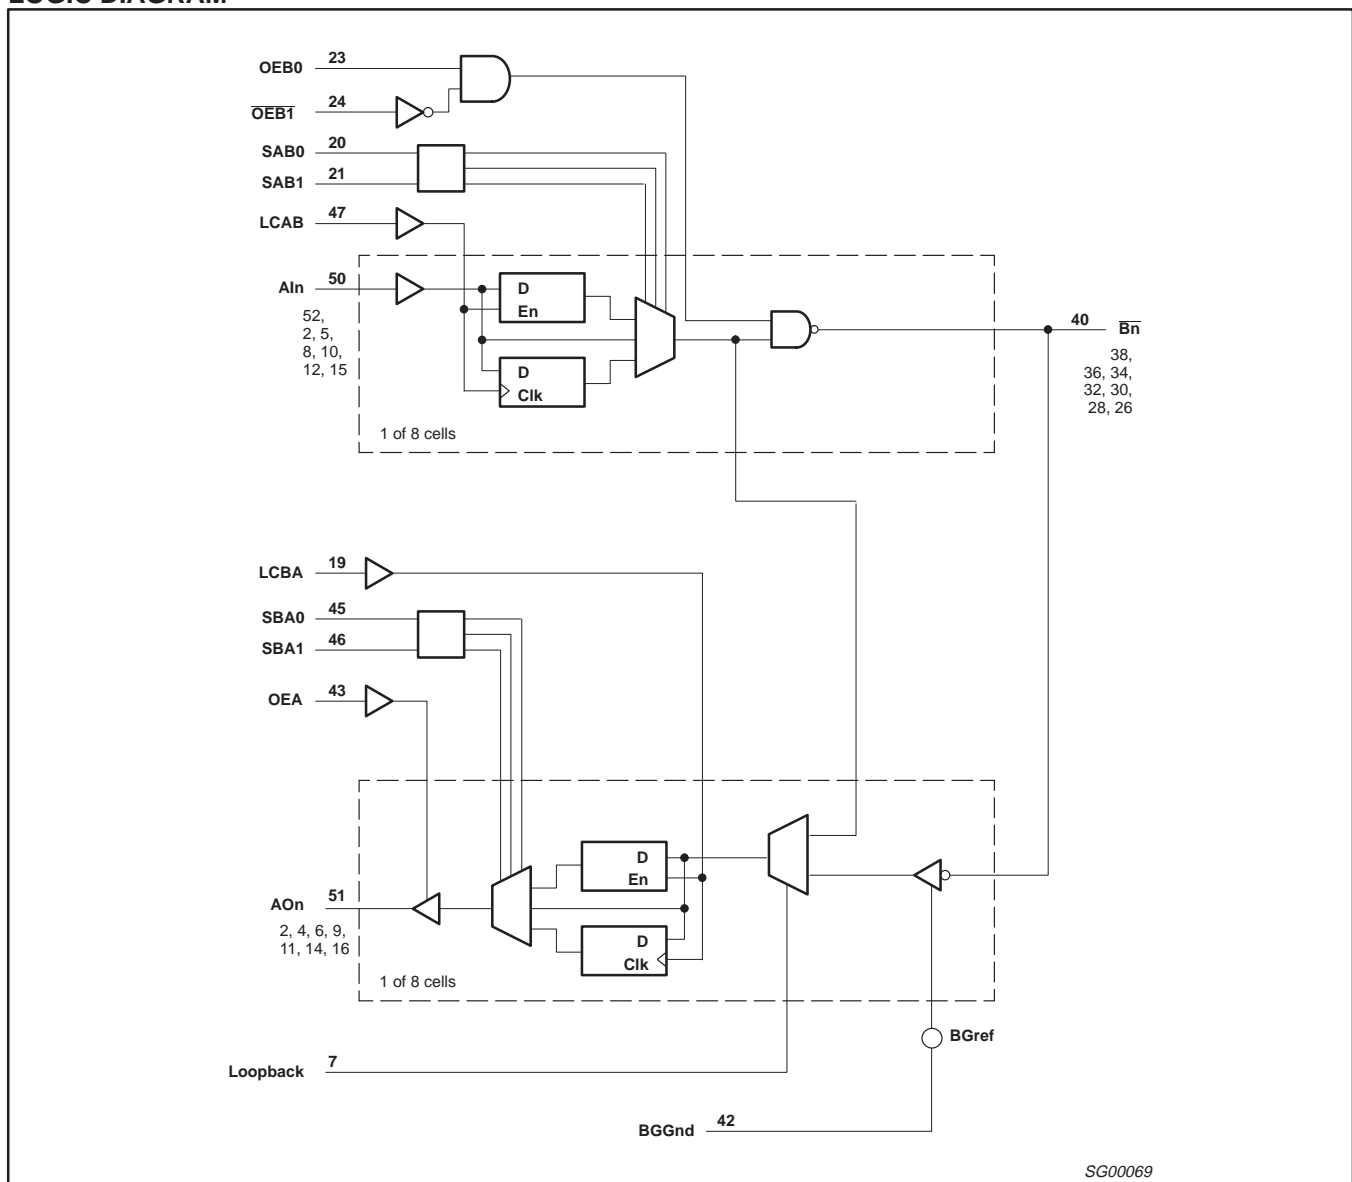 LOGIC DIAGRAM
OEB0 23
OEB1 24
SAB0 20
SAB1 21
LCAB 47
AIn 50
52,
2, 5,
8, 10,
12, 15
D
En
D
Clk
1 of 8 cells
40 Bn
38,
36, 34,
32, 30,
28, 26
LCBA 19
SBA0 45
SBA1 46
OEA 43
D
En
D
Clk
AOn 51
2, 4, 6, 9,
11, 14, 16
1 of 8 cells
BGref
Loopback 7
BGGnd 42
SG00069